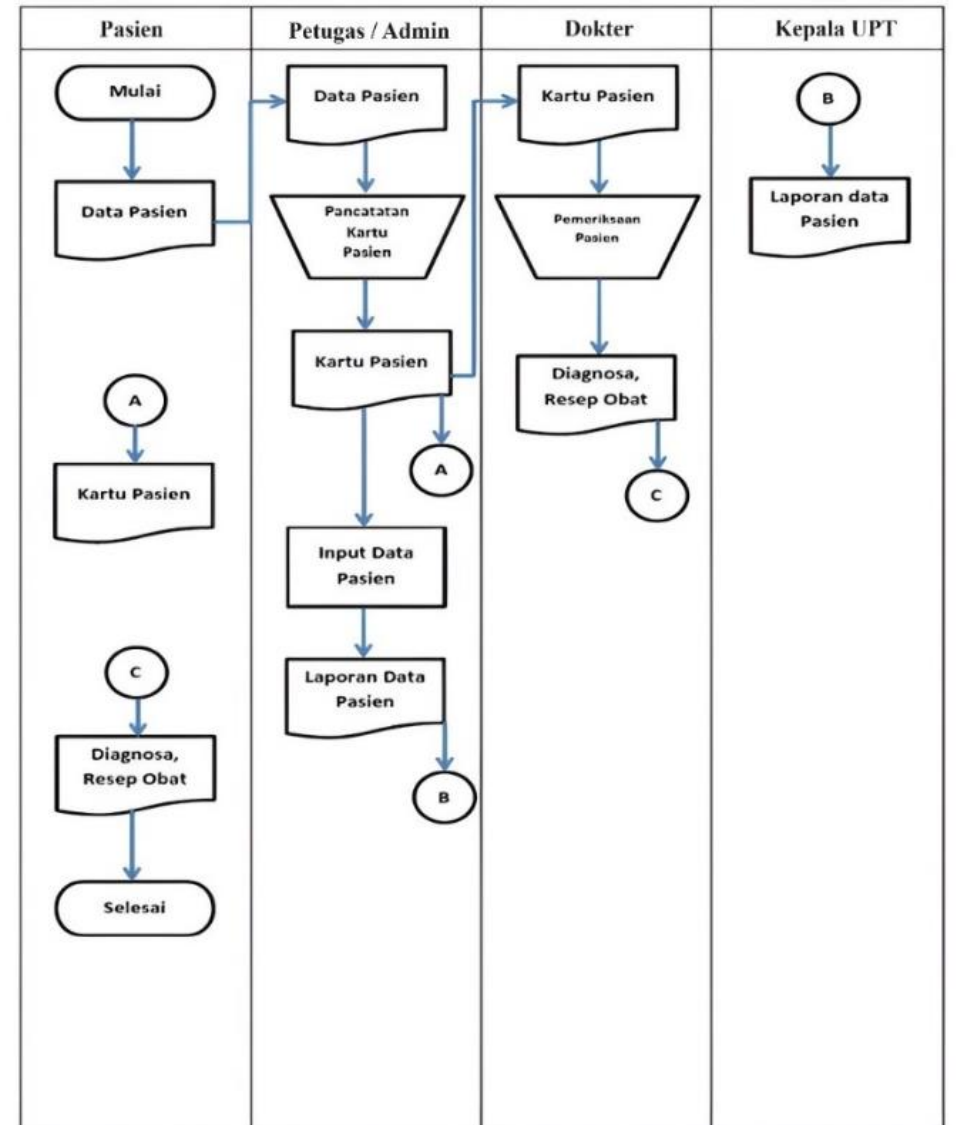 Pasien
Petugas / Admin
Dokter
Kepala UPT
Mulai
Data Pasien
A
Kartu Pasien
C
Diagnosa,
Resep Obat
Selesai
Data Pasien
Pancatatan
Kartu
Pasien
Kartu Pasien
A
Input Data
Pasien
Laporan Data
Pasien
B
Kartu Pasien
Pemeriksaan
Pasien
Diagnosa,
Resep Obat
C
B
Laporan data
Pasien